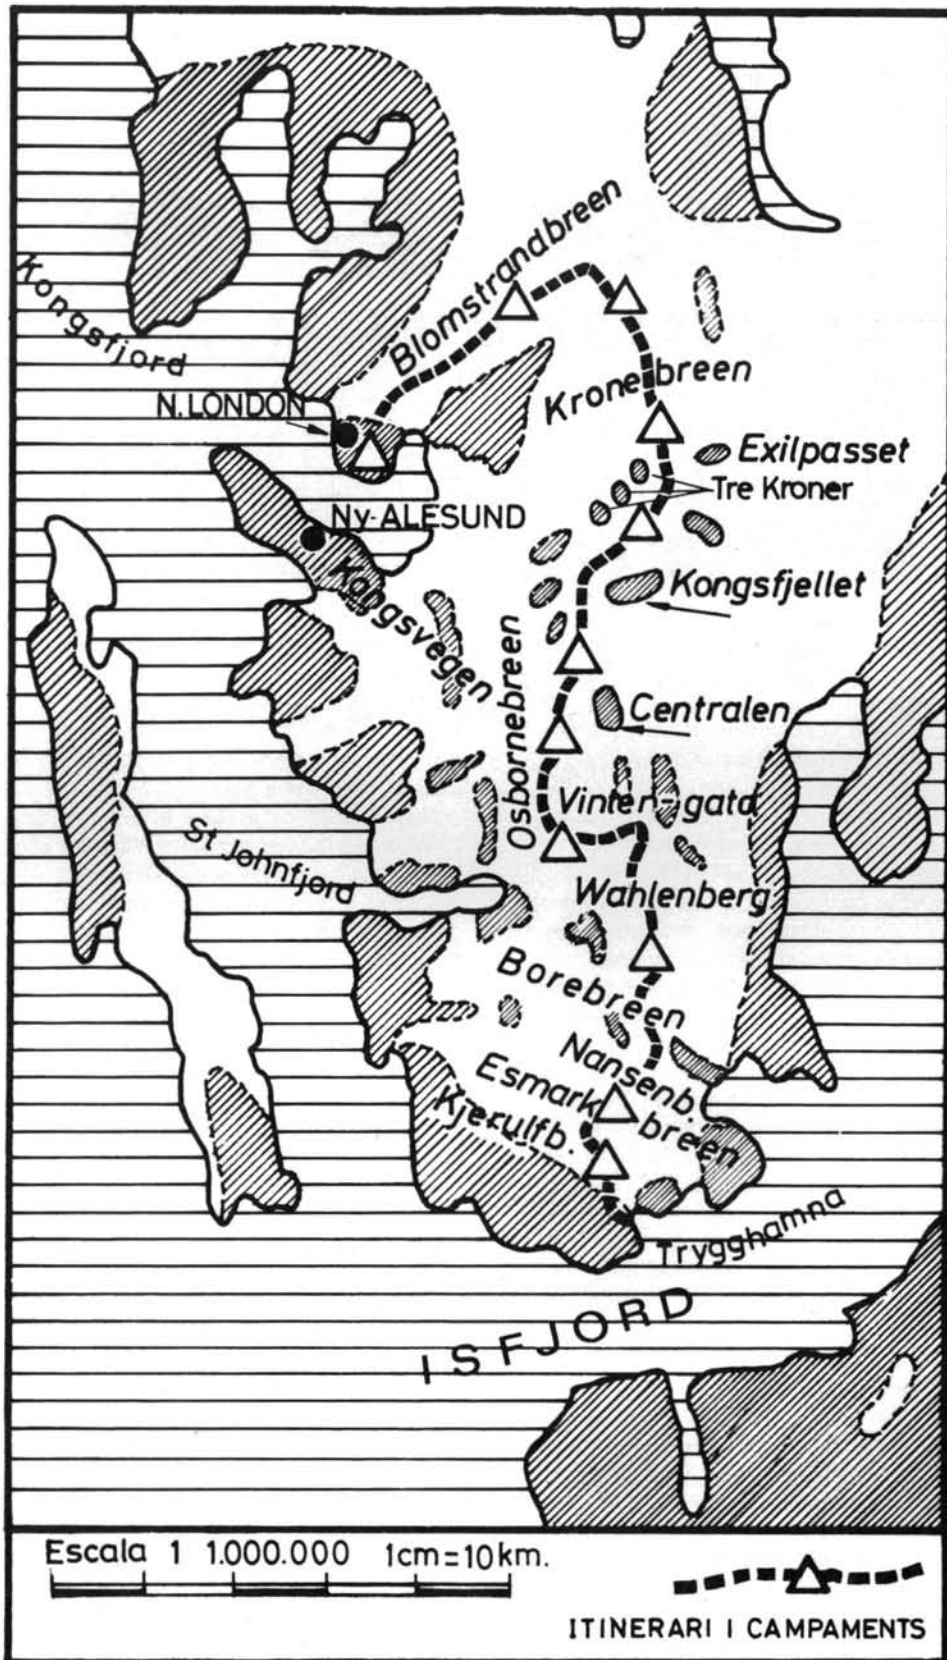 Blomstrandbreen
Kongsfjord
Kronebreen
N. LONDON
Exilpasset
Tre Kroner
Ny-ALESUND
Kongsfjellet
Kongsvegen
Osbornebreen
Centralen
Vinter-gata
St Johnfjord
Wahlenberg
Borebreen
Nansenb.
Esmark breen
Kjerulfb.
Trygghamna
ISFJORD
Escala 1 1.000.000 1cm=10km.
ITINERARI I CAMPAMENTS